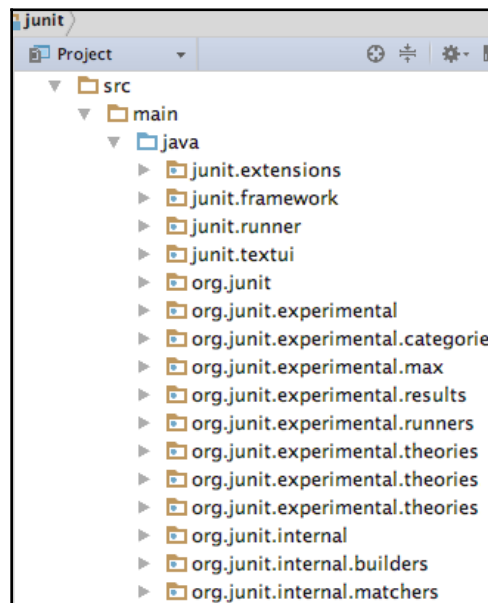 junit
Project
src
main
java
junit.extensions
junit.framework
junit.runner
junit.textui
org.junit
org.junit.experimental
org.junit.experimental.categorie
org.junit.experimental.max
org.junit.experimental.results
org.junit.experimental.runners
org.junit.experimental.theories
org.junit.experimental.theories
org.junit.experimental.theories
org.junit.internal
org.junit.internal.builders
org.junit.internal.matchers